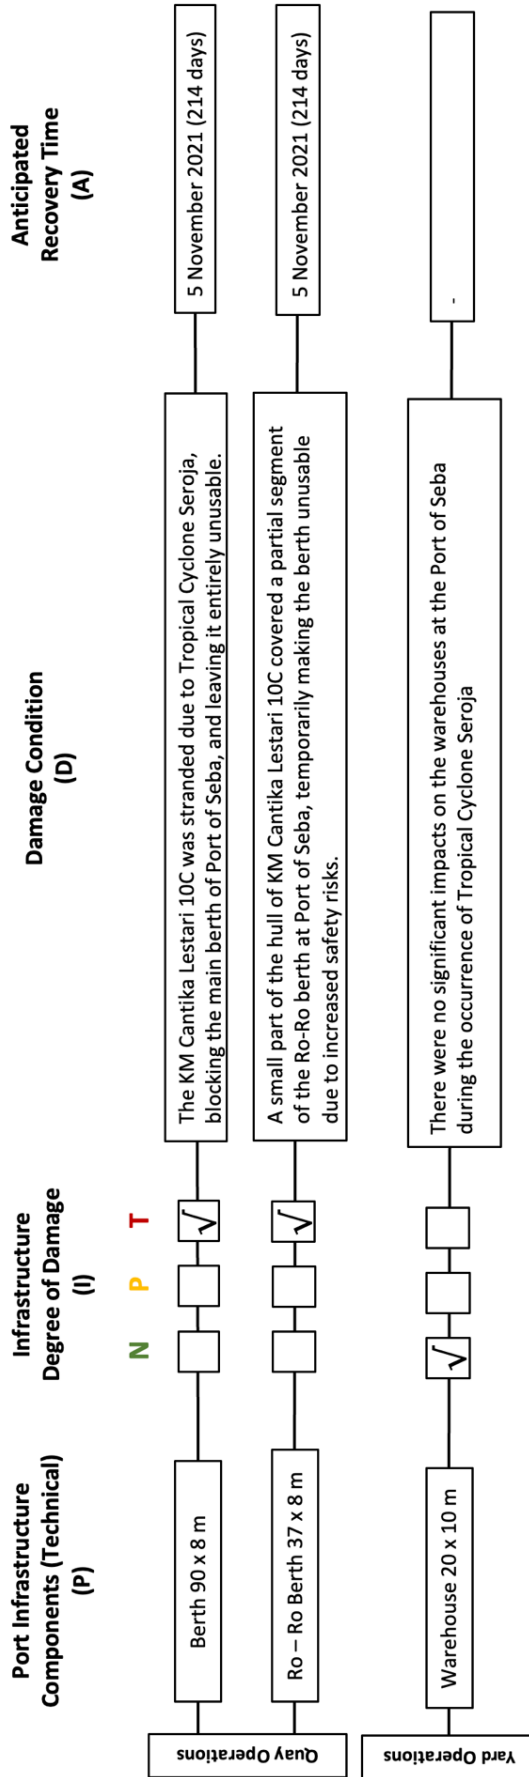 Port Infrastructure
Components (Technical)
(P)
Infrastructure
Degree of Damage
(I)
Damage Condition
(D)
Anticipated
Recovery Time
(A)
N P T
Quay Operations
Berth 90 x 8 m
√
The KM Cantika Lestari 10C was stranded due to Tropical Cyclone Seroja,
blocking the main berth of Port of Seba, and leaving it entirely unusable.
5 November 2021 (214 days)
Ro – Ro Berth 37 x 8 m
√
A small part of the hull of KM Cantika Lestari 10C covered a partial segment
of the Ro-Ro berth at Port of Seba, temporarily making the berth unusable
due to increased safety risks.
5 November 2021 (214 days)
Yard Operations
Warehouse 20 x 10 m
√
There were no significant impacts on the warehouses at the Port of Seba
during the occurrence of Tropical Cyclone Seroja
-